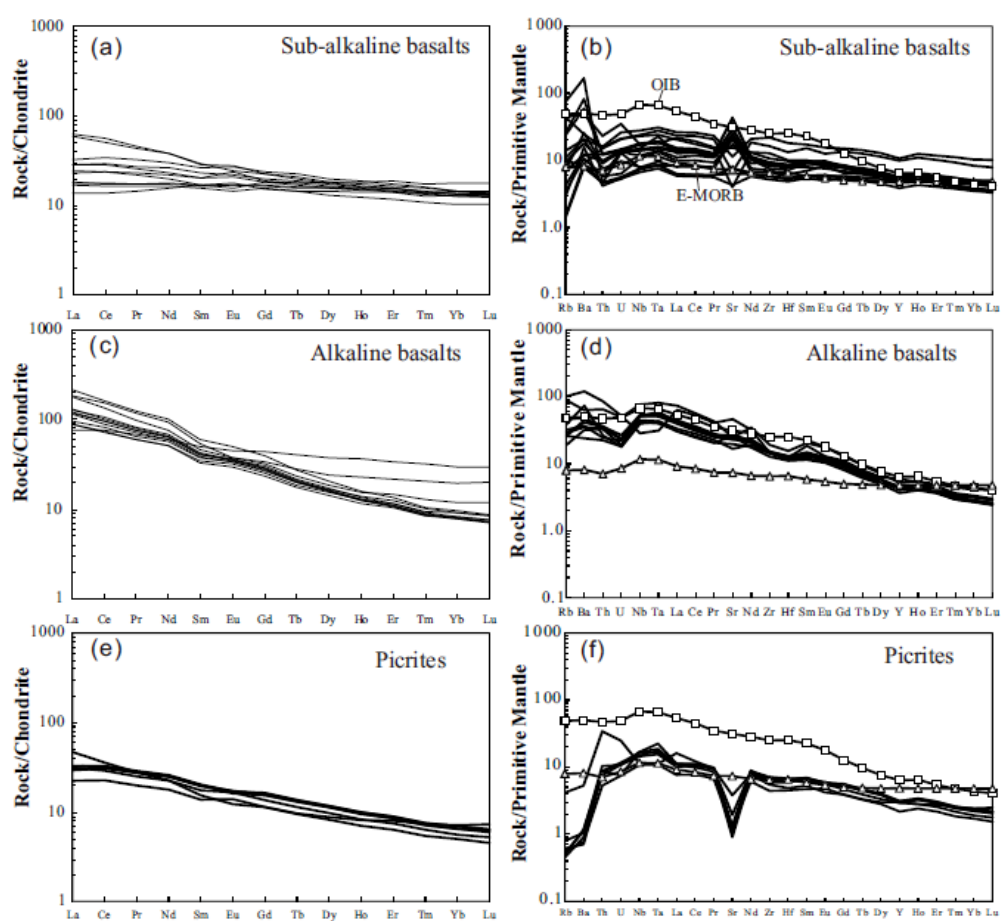 (a) Sub-alkaline basalts
Rock/Chondrite
1000
100
10
1
La Ce Pr Nd Sm Eu Gd Tb Dy Ho Er Tm Yb Lu
(b) Sub-alkaline basalts
Rock/Primitive Mantle
1000
100
10
1.0
0.1
OIB
E-MORB
Rb Ba Th U Nb Ta La Ce Pr Sr Nd Zr Hf Sm Eu Gd Tb Dy Y Ho Er Tm Yb Lu
(c) Alkaline basalts
Rock/Chondrite
1000
100
10
1
La Ce Pr Nd Sm Eu Gd Tb Dy Ho Er Tm Yb Lu
(d) Alkaline basalts
Rock/Primitive Mantle
1000
100
10
1.0
0.1
Rb Ba Th U Nb Ta La Ce Pr Sr Nd Zr Hf Sm Eu Gd Tb Dy Y Ho Er Tm Yb Lu
(e) Picrites
Rock/Chondrite
1000
100
10
1
La Ce Pr Nd Sm Eu Gd Tb Dy Ho Er Tm Yb Lu
(f) Picrites
Rock/Primitive Mantle
1000
100
10
1
0.1
Rb Ba Th U Nb Ta La Ce Pr Sr Nd Zr Hf Sm Eu Gd Tb Dy Y Ho Er Tm Yb Lu